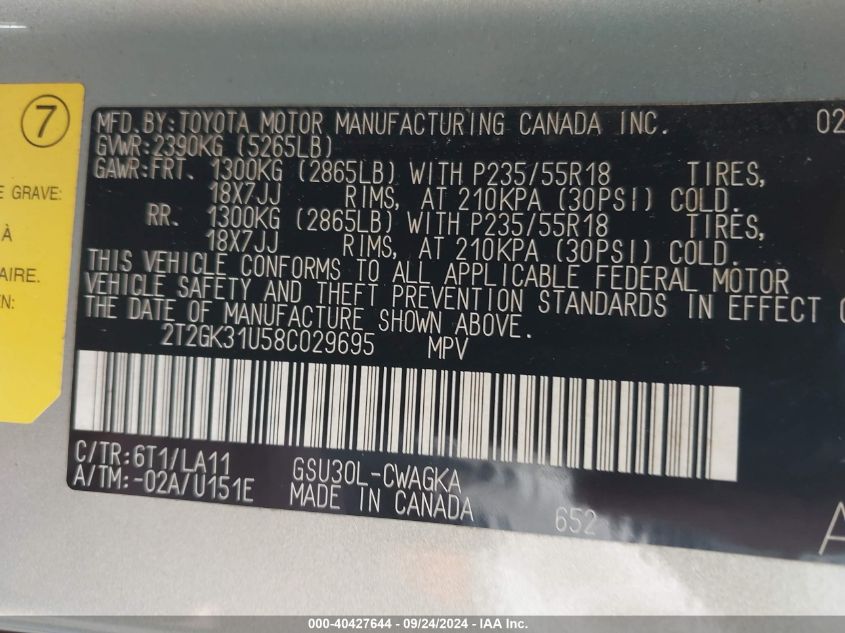 7
E GRAVE:
À
AIRE.
EN:
MFD.BY:TOYOTA MOTOR MANUFACTURING CANADA INC. 02
GVWR:2390KG (5265LB)
GAWR:FRT. 1300KG (2865LB) WITH P235/55R18 TIRES,
18X7JJ RIMS, AT 210KPA (30PSI) COLD.
RR. 1300KG (2865LB) WITH P235/55R18 TIRES,
18X7JJ RIMS, AT 210KPA (30PSI) COLD.
THIS VEHICLE CONFORMS TO ALL APPLICABLE FEDERAL MOTOR
VEHICLE SAFETY AND THEFT PREVENTION STANDARDS IN EFFECT
THE DATE OF MANUFACTURE SHOWN ABOVE.
2T2GK31U58C029695 MPV
C/TR:6T1/LA11 GSU30L-CWAGKA
A/TM:-02A/U151E MADE IN CANADA 652
A
000-40427644 / 09/24/2024 - IAA Inc.